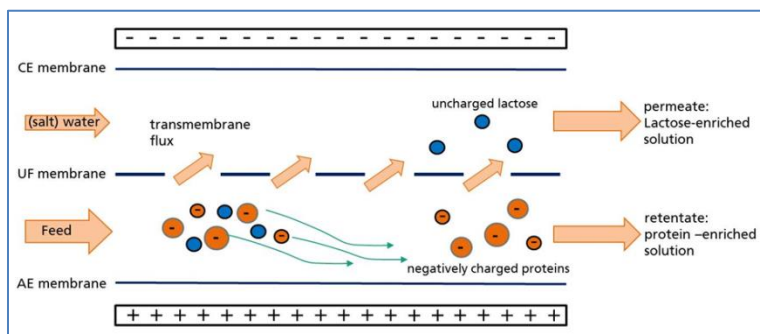 - - - - - - - - - - - - - - - -
CE membrane
(salt) water
transmembrane
flux
uncharged lactose
permeate:
Lactose-enriched
solution
UF membrane
Feed
- - - - - -
- - - - -
retentate:
protein –enriched
solution
negatively charged proteins
AE membrane
+ + + + + + + + + + + + + + + + +